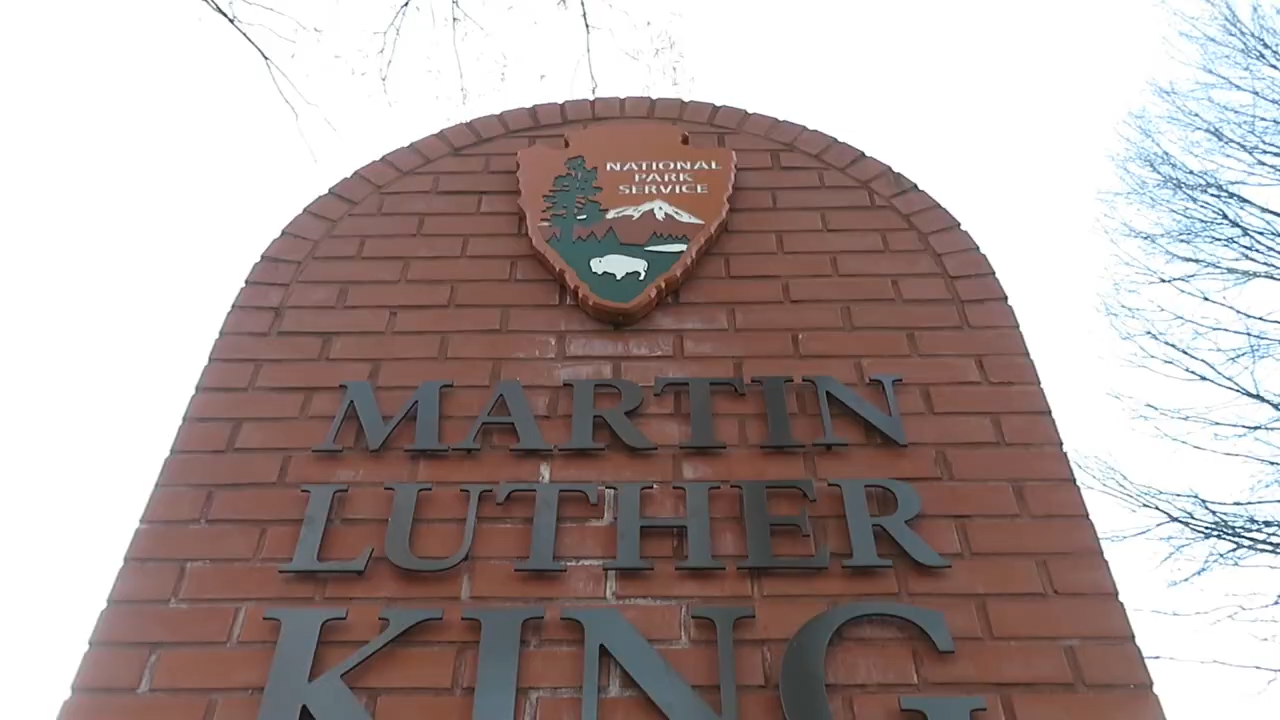 NATIONAL
PARK
SERVICE
MARTIN
LUTHER
KING